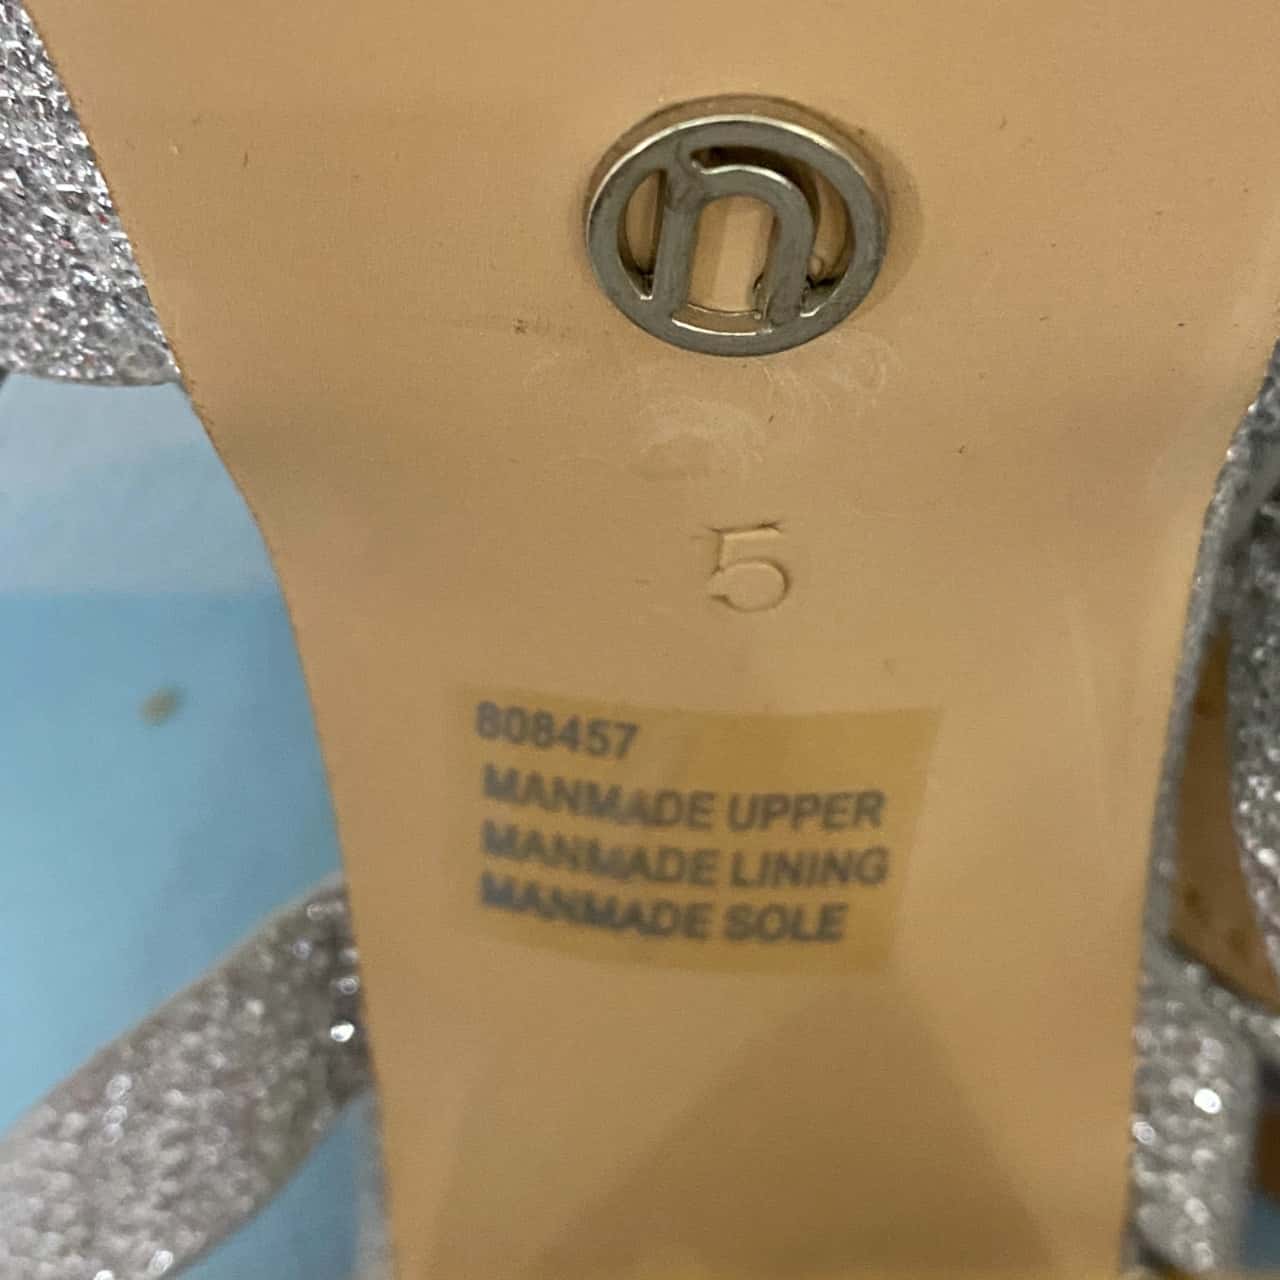 n
5
808457
MANMADE UPPER
MANMADE LINING
MANMADE SOLE